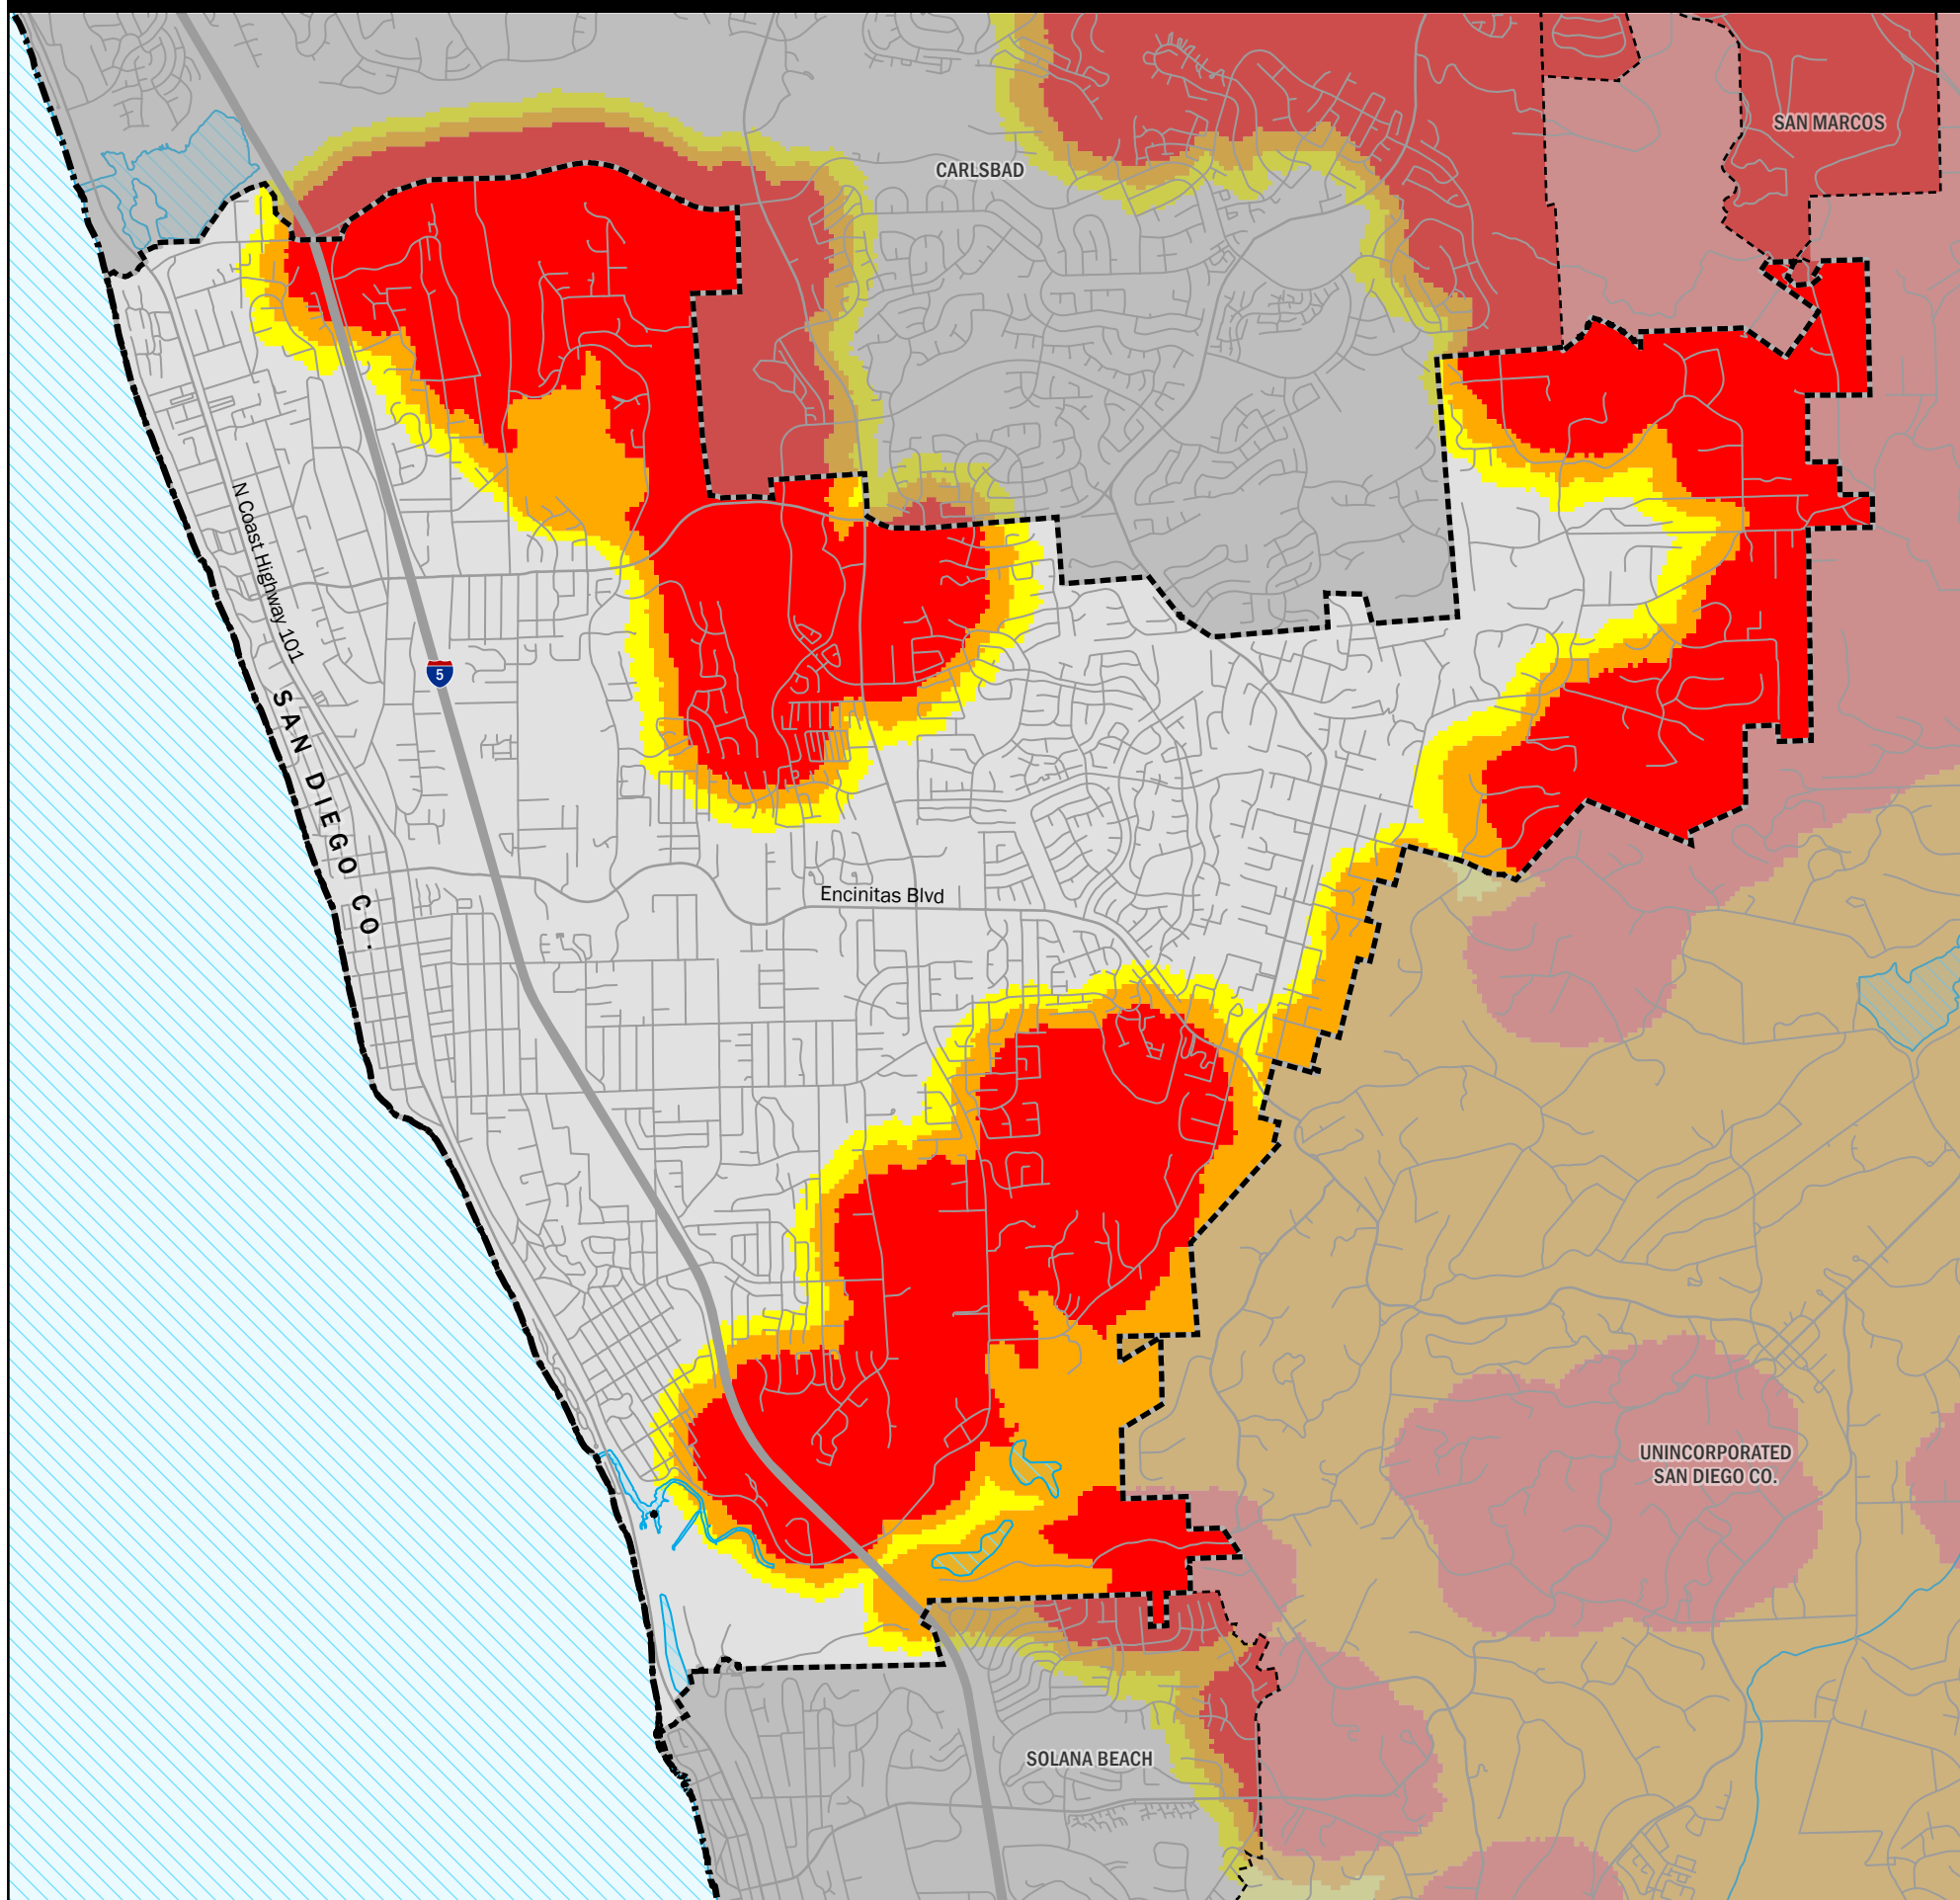 SAN MARCOS
CARLSBAD
N Coast Highway 101
5
SAN DIEGO CO.
Encinitas Blvd
UNINCORPORATED
SAN DIEGO CO.
SOLANA BEACH